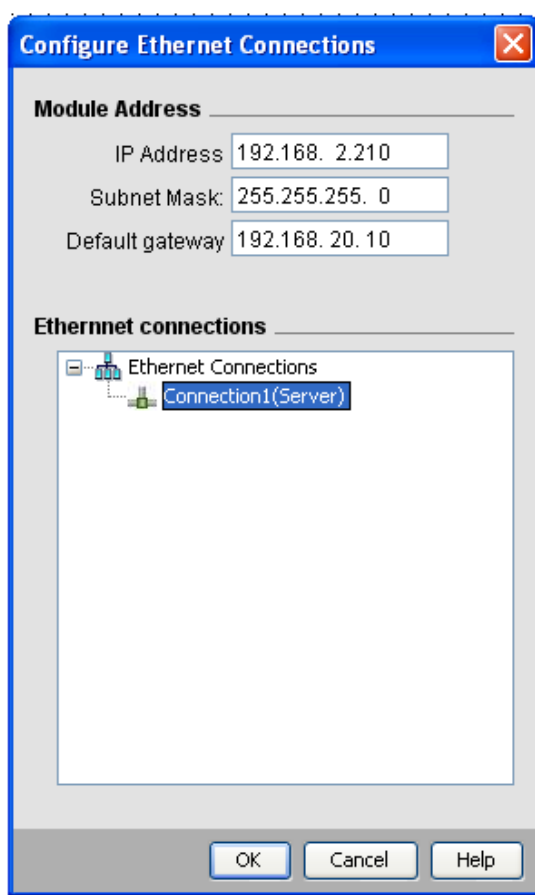 Configure Ethernet Connections
Module Address
IP Address 192.168. 2.210
Subnet Mask: 255.255.255. 0
Default gateway 192.168. 20. 10
Ethernnet connections
Ethernet Connections
Connection1(Server)
OK Cancel Help